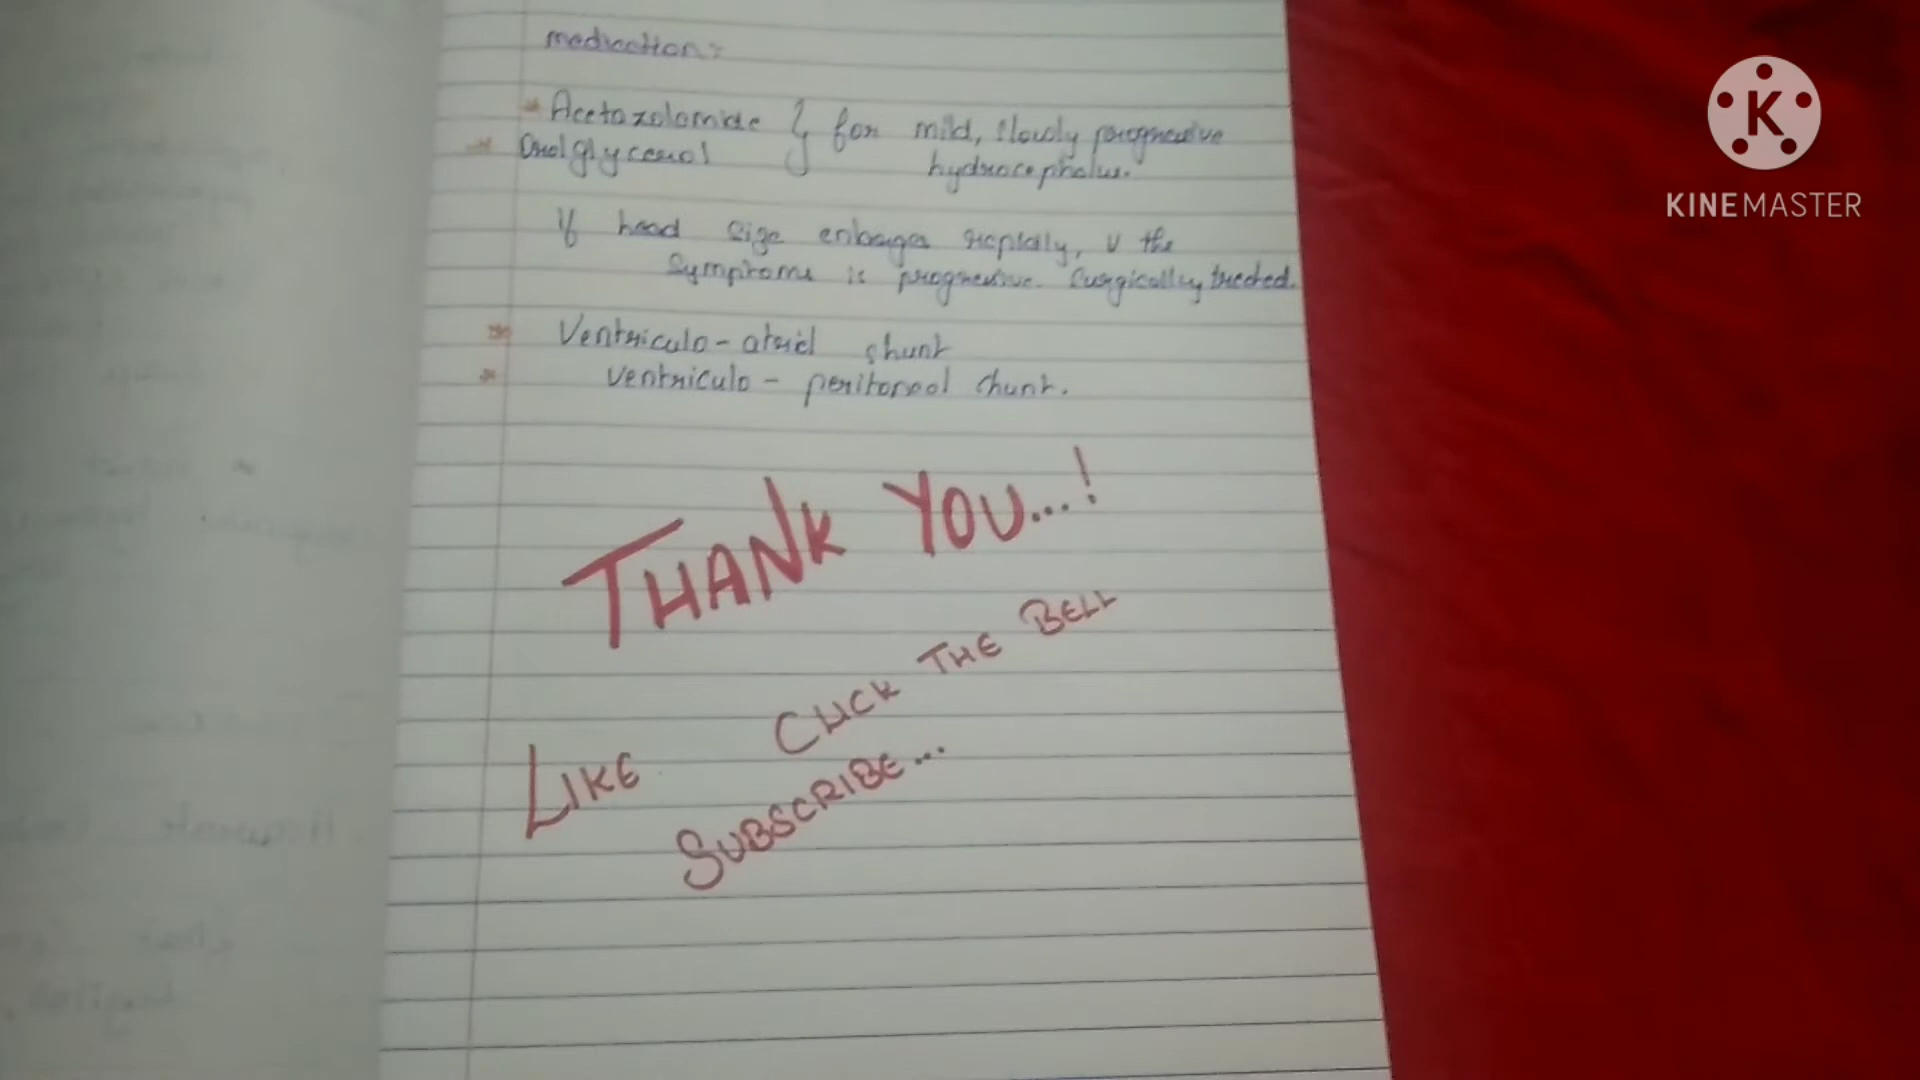 medication:-
* Acetazolamide } for mild, slowly progressive
* Oral glycerol hydrocephalus.
If head size enlarges rapidly, v the
symptoms is progressive. Surgically treated.
* Ventriculo-atrial shunt
* Ventriculo - peritoneal shunt.
THANK YOU...!
LIKE CLICK THE BELL
SUBSCRIBE...
K
KINEMASTER